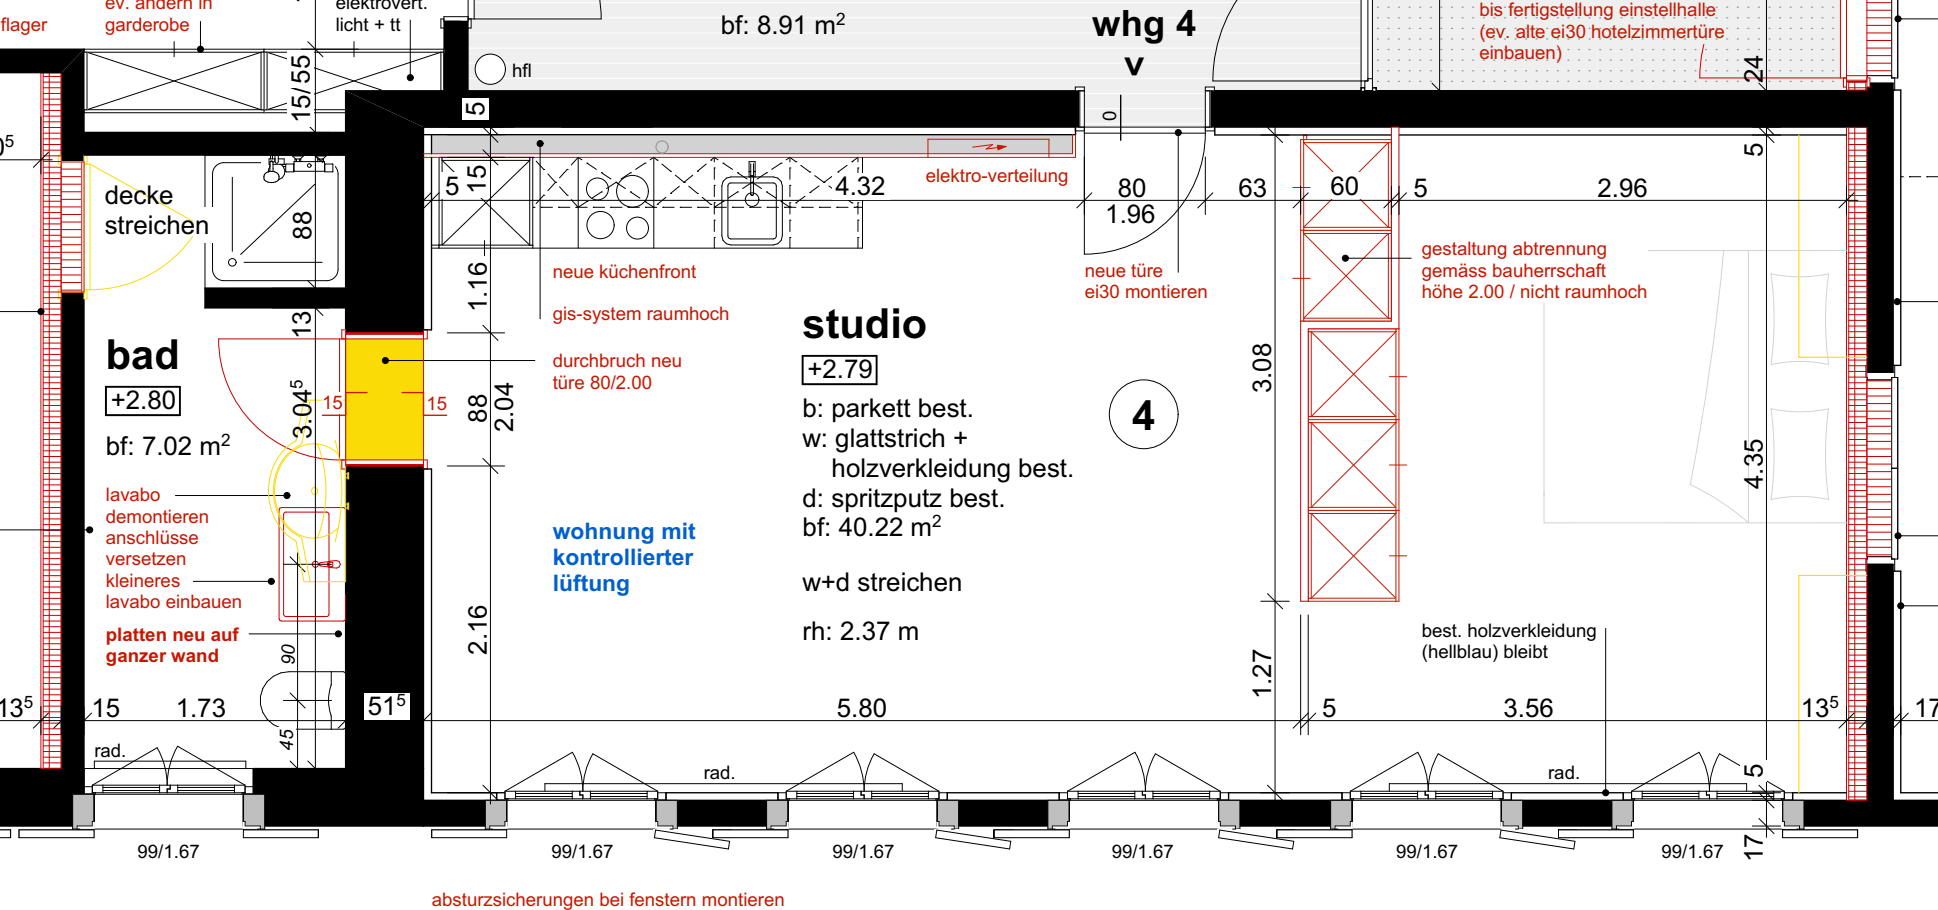 ev. ändern in
garderobe
flager
elektrovert.
licht + tt
bf: 8.91 m²
whg 4
v
hfl
bis fertigstellung einstellhalle
(ev. alte ei30 hotelzimmertüre
einbauen)
15/55
5
0
24
5
5
15
4.32
elektro-verteilung
80
1.96
63
60
5
2.96
decke
streichen
88
neue küchenfront
gis-system raumhoch
1.16
neue türe
ei30 montieren
gestaltung abtrennung
gemäss bauherrschaft
höhe 2.00 / nicht raumhoch
13
bad
+2.80
bf: 7.02 m²
3.04⁵
15
15
88
2.04
durchbruch neu
türe 80/2.00
studio
+2.79
b: parkett best.
w: glattstrich +
holzverkleidung best.
d: spritzputz best.
bf: 40.22 m²
w+d streichen
rh: 2.37 m
4
3.08
4.35
lavabo
demontieren
anschlüsse
versetzen
kleineres
lavabo einbauen
platten neu auf
ganzer wand
wohnung mit
kontrollierter
lüftung
2.16
90
1.27
best. holzverkleidung
(hellblau) bleibt
13⁵
15
1.73
51⁵
5.80
5
3.56
13⁵
17
45
rad.
rad.
rad.
5
17
99/1.67
99/1.67
99/1.67
99/1.67
99/1.67
99/1.67
absturzsicherungen bei fenstern montieren